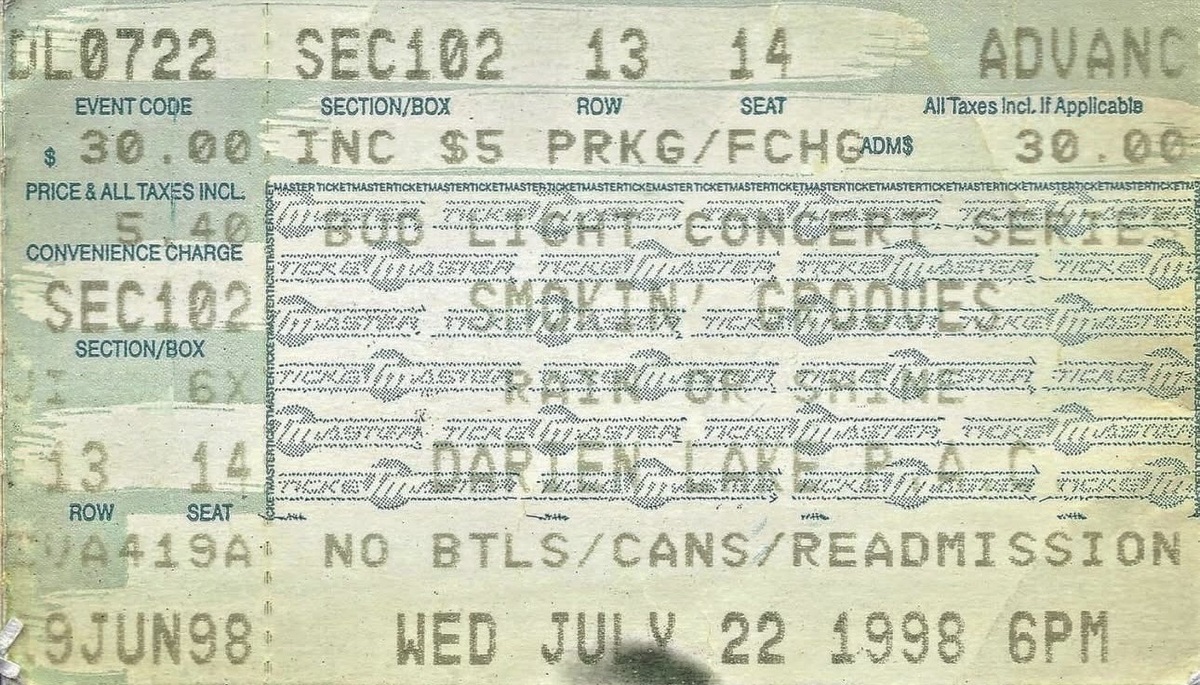 DL0722 SEC102 13 14 ADVANC
EVENT CODE SECTION/BOX ROW SEAT All Taxes Incl. If Applicable
$ 30.00 INC $5 PRKG/FCHG ADM$ 30.00
PRICE & ALL TAXES INCL.
5.40 BUD LIGHT CONCERT SERIES
CONVENIENCE CHARGE
SEC102 SMOKIN' GROOVES
SECTION/BOX
6X RAIN OR SHINE
13 14 DARIEN LAKE P.A.C
ROW SEAT
VA419A NO BTLS/CANS/READMISSION
9JUN98 WED JULY 22 1998 6PM